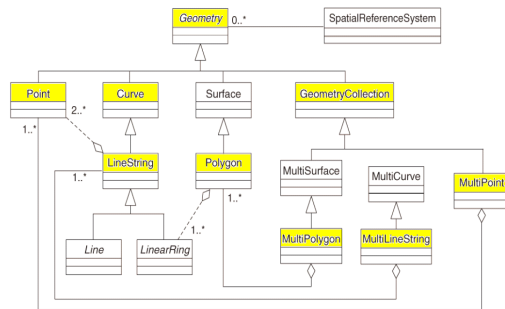 Geometry
0..*
SpatialReferenceSystem
Point
Curve
Surface
GeometryCollection
2..*
1..*
LineString
Polygon
MultiSurface
MultiCurve
MultiPoint
1..*
1..*
Line
LinearRing
1..*
MultiPolygon
MultiLineString